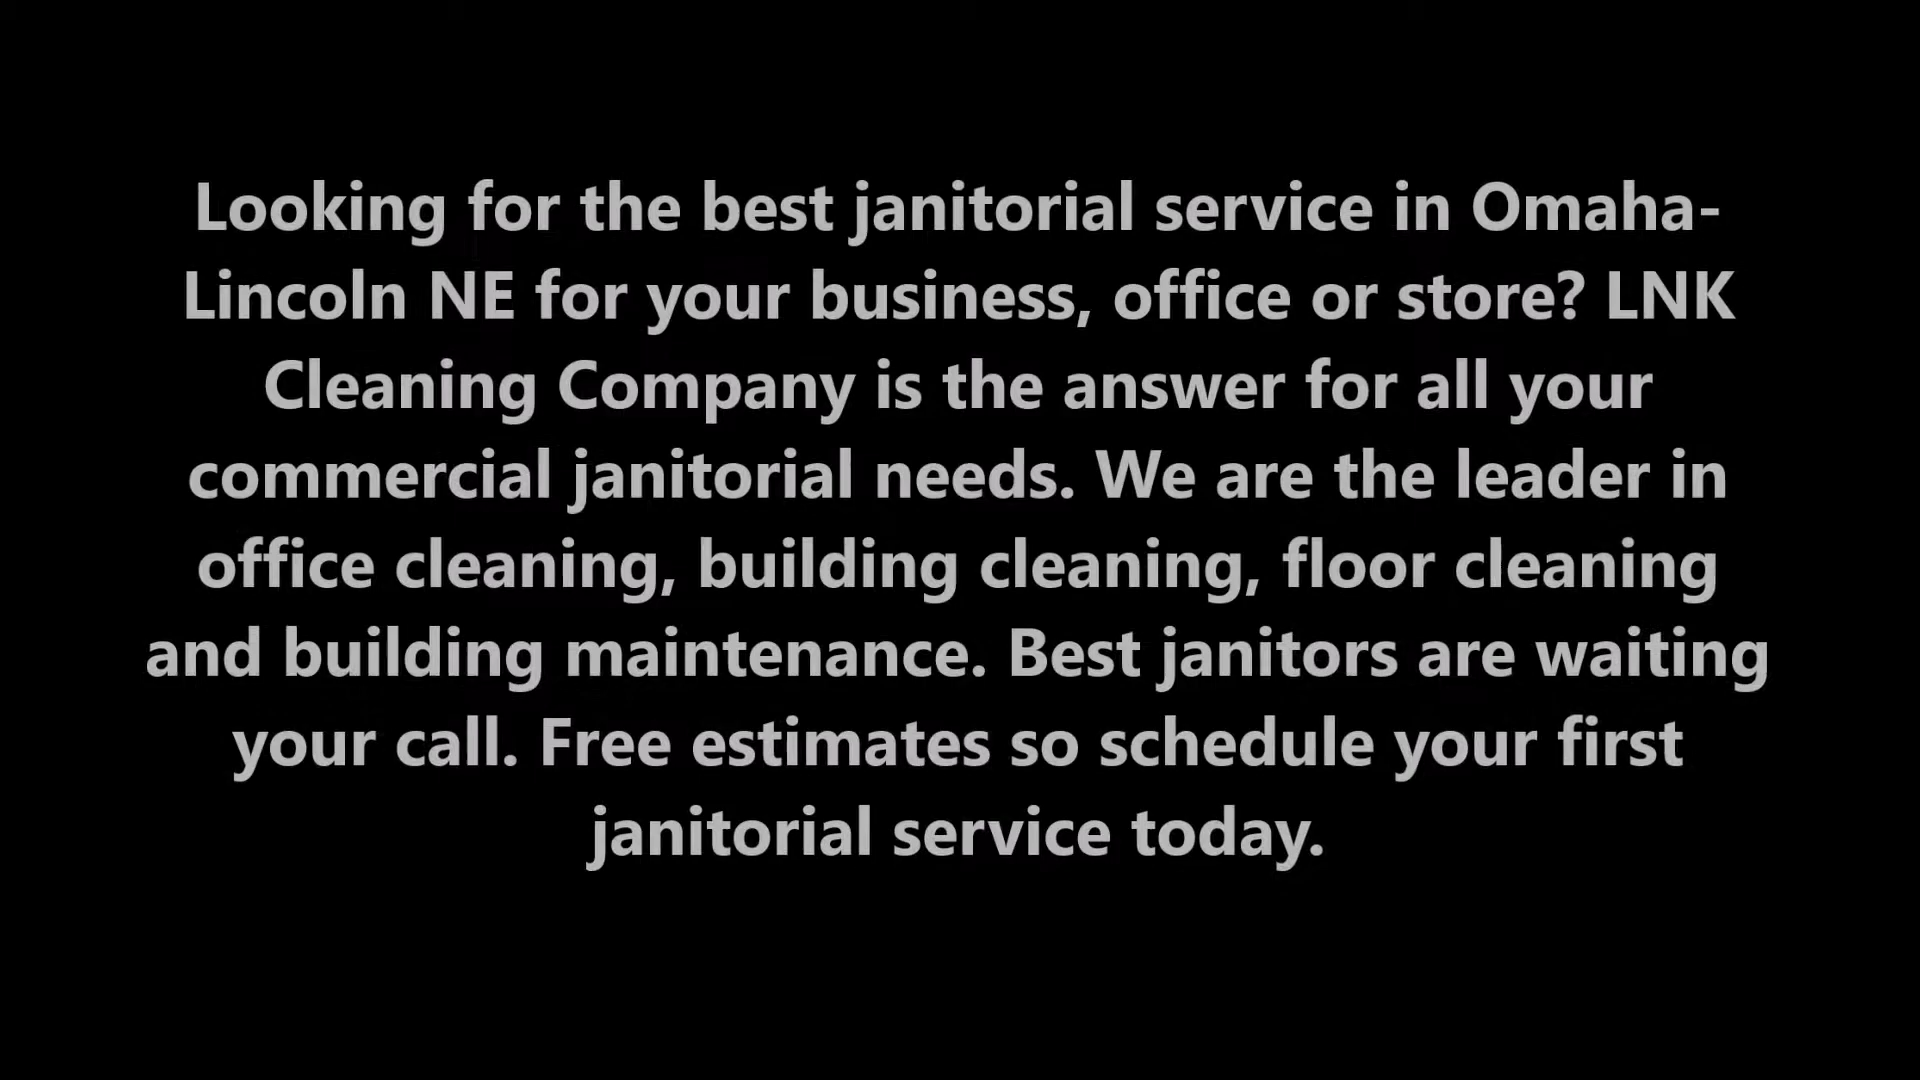 Looking for the best janitorial service in Omaha-
Lincoln NE for your business, office or store? LNK
Cleaning Company is the answer for all your
commercial janitorial needs. We are the leader in
office cleaning, building cleaning, floor cleaning
and building maintenance. Best janitors are waiting
your call. Free estimates so schedule your first
janitorial service today.